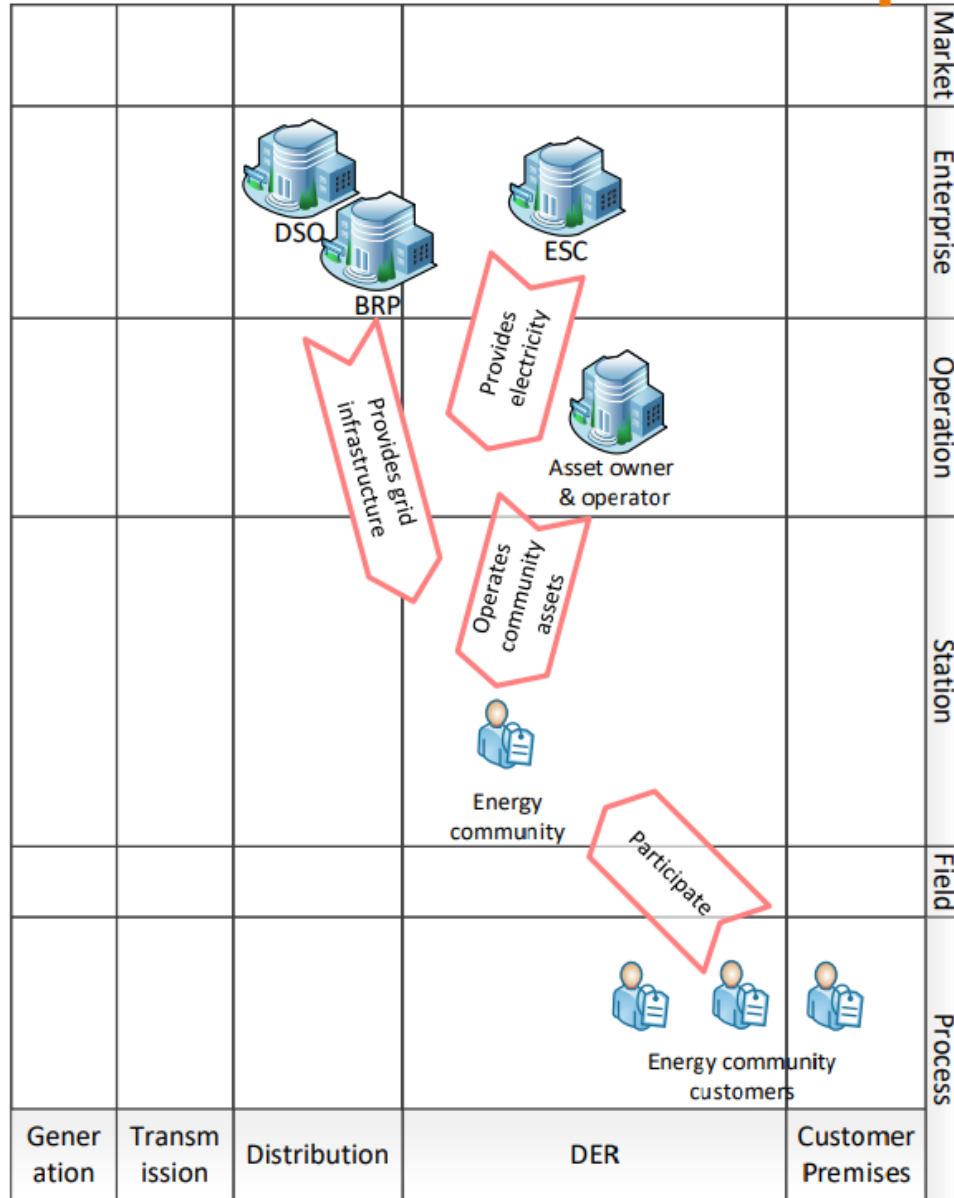 Market
Enterprise
DSO
BRP
ESC
Provides
electricity
Operation
Provides grid
infrastructure
Asset owner
& operator
Station
Operates
community
assets
Energy
community
Field
Participate
Process
Energy community
customers
Gener
ation
Transm
ission
Distribution
DER
Customer
Premises